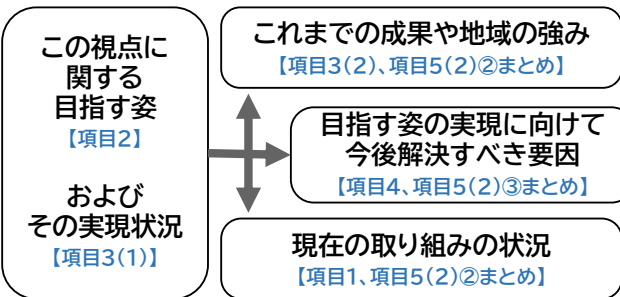 この視点に
関する
目指す姿
【項目2】
および
その実現状況
【項目3(1)】
これまでの成果や地域の強み
【項目3(2)、項目5(2)②まとめ】
目指す姿の実現に向けて
今後解決すべき要因
【項目4、項目5(2)③まとめ】
現在の取り組みの状況
【項目1、項目5(2)②まとめ】